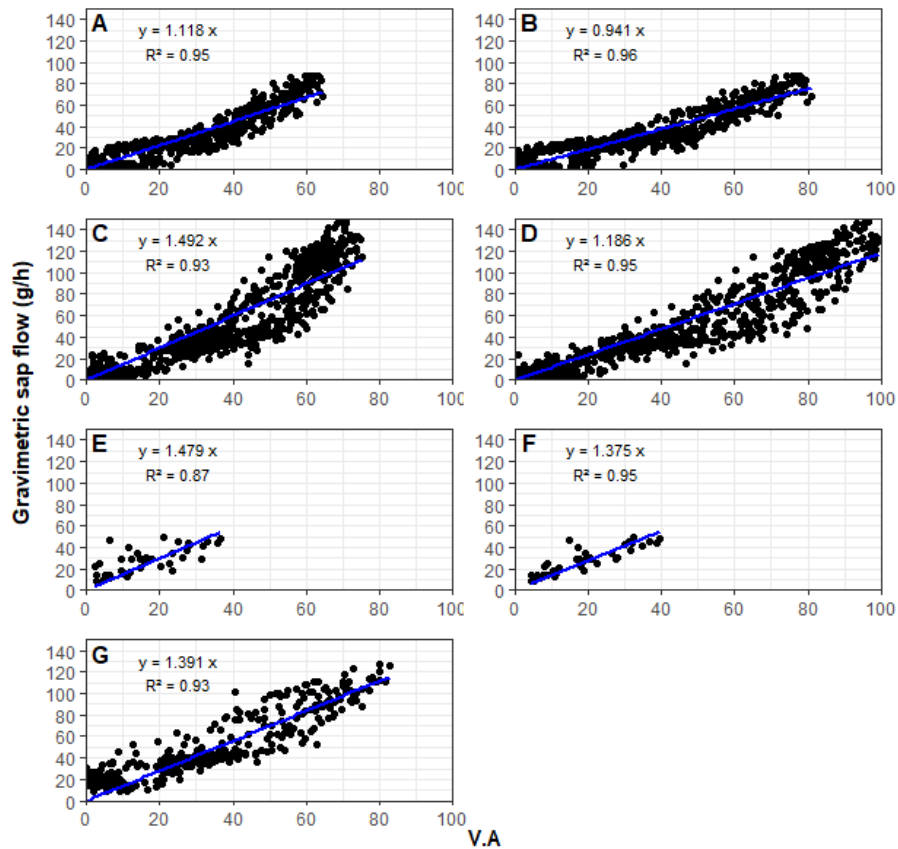 A
y = 1.118 x
R² = 0.95
140
120
100
80
60
40
20
0
0 20 40 60 80 100
B
y = 0.941 x
R² = 0.96
140
120
100
80
60
40
20
0
0 20 40 60 80 100
C
y = 1.492 x
R² = 0.93
140
120
100
80
60
40
20
0
0 20 40 60 80 100
D
y = 1.186 x
R² = 0.95
140
120
100
80
60
40
20
0
0 20 40 60 80 100
Gravimetric sap flow (g/h)
E
y = 1.479 x
R² = 0.87
140
120
100
80
60
40
20
0
0 20 40 60 80 100
F
y = 1.375 x
R² = 0.95
140
120
100
80
60
40
20
0
0 20 40 60 80 100
G
y = 1.391 x
R² = 0.93
140
120
100
80
60
40
20
0
0 20 40 60 80 100
V.A